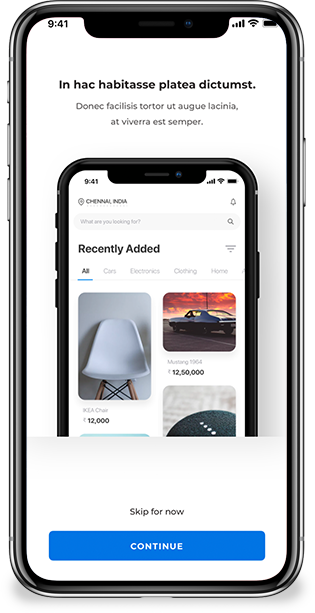 9:41
In hac habitasse platea dictumst.
Donec facilisis tortor ut augue lacinia,
at viverra est semper.
9:41
CHENNAI, INDIA
What are you looking for?
Recently Added
All Cars Electronics Clothing Home A
IKEA Chair
₹ 12,000
Mustang 1964
₹ 12,50,000
Skip for now
CONTINUE